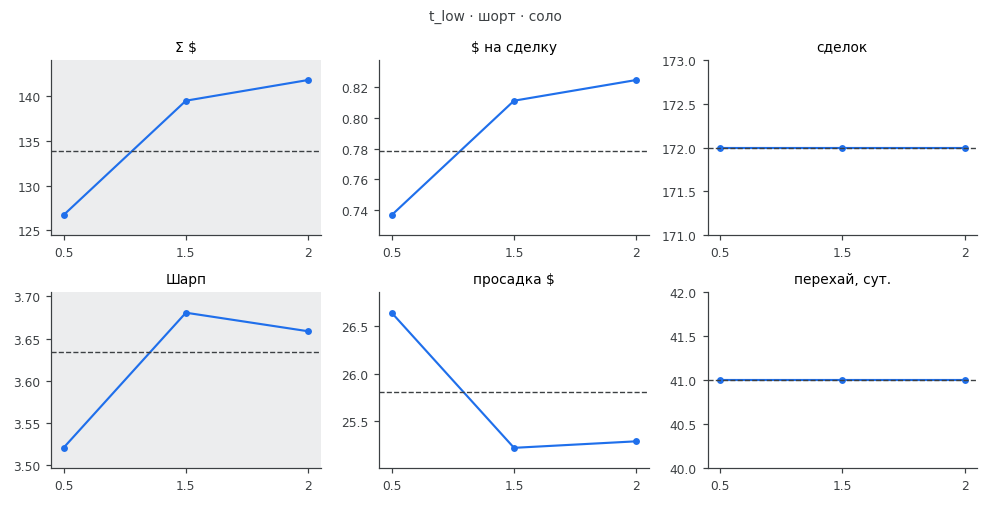 t_low · шорт · соло
Σ $
140
135
130
125
0.5 1.5 2
$ на сделку
0.82
0.80
0.78
0.76
0.74
0.5 1.5 2
сделок
173.0
172.5
172.0
171.5
171.0
0.5 1.5 2
Шарп
3.70
3.65
3.60
3.55
3.50
0.5 1.5 2
просадка $
26.5
26.0
25.5
0.5 1.5 2
перехай, сут.
42.0
41.5
41.0
40.5
40.0
0.5 1.5 2